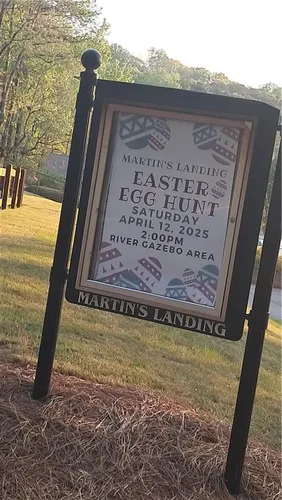 MARTIN'S LANDING
EASTER
EGG HUNT
SATURDAY
APRIL 12, 2025
2:00PM
RIVER GAZEBO AREA
MARTIN'S LANDING